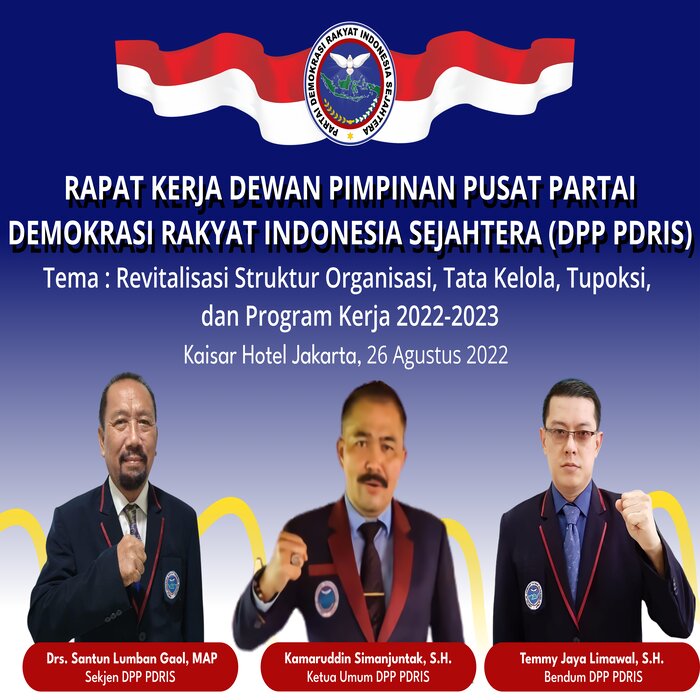 PARTAI DEMOKRASI RAKYAT INDONESIA SEJAHTERA
RAPAT KERJA DEWAN PIMPINAN PUSAT PARTAI
DEMOKRASI RAKYAT INDONESIA SEJAHTERA (DPP PDRIS)
Tema : Revitalisasi Struktur Organisasi, Tata Kelola, Tupoksi,
dan Program Kerja 2022-2023
Kaisar Hotel Jakarta, 26 Agustus 2022
Drs. Santun Lumban Gaol, MAP
Sekjen DPP PDRIS
Kamaruddin Simanjuntak, S.H.
Ketua Umum DPP PDRIS
Temmy Jaya Limawal, S.H.
Bendum DPP PDRIS